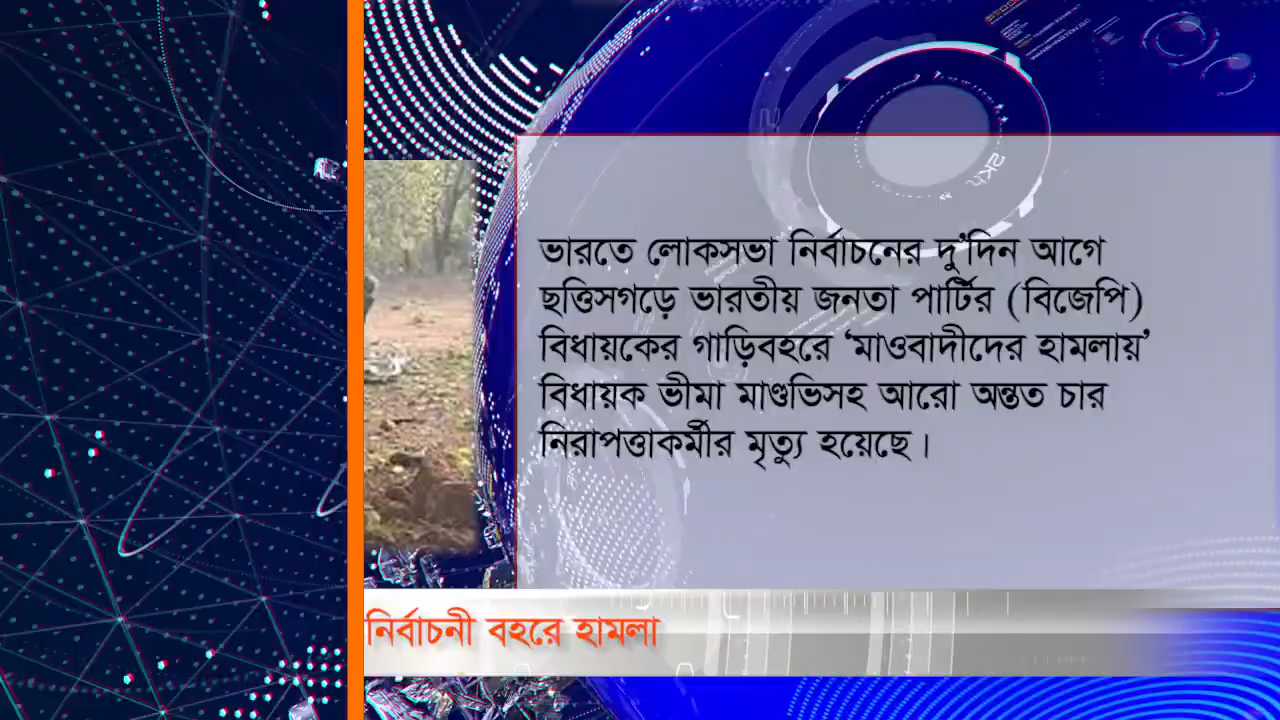 ভারতে লোকসভা নির্বাচনের দু’দিন আগে
ছত্তিসগড়ে ভারতীয় জনতা পার্টির (বিজেপি)
বিধায়কের গাড়িবহরে ‘মাওবাদীদের হামলায়’
বিধায়ক ভীমা মাণ্ডভিসহ আরো অন্তত চার
নিরাপত্তাকর্মীর মৃত্যু হয়েছে।
নির্বাচনী বহরে হামলা